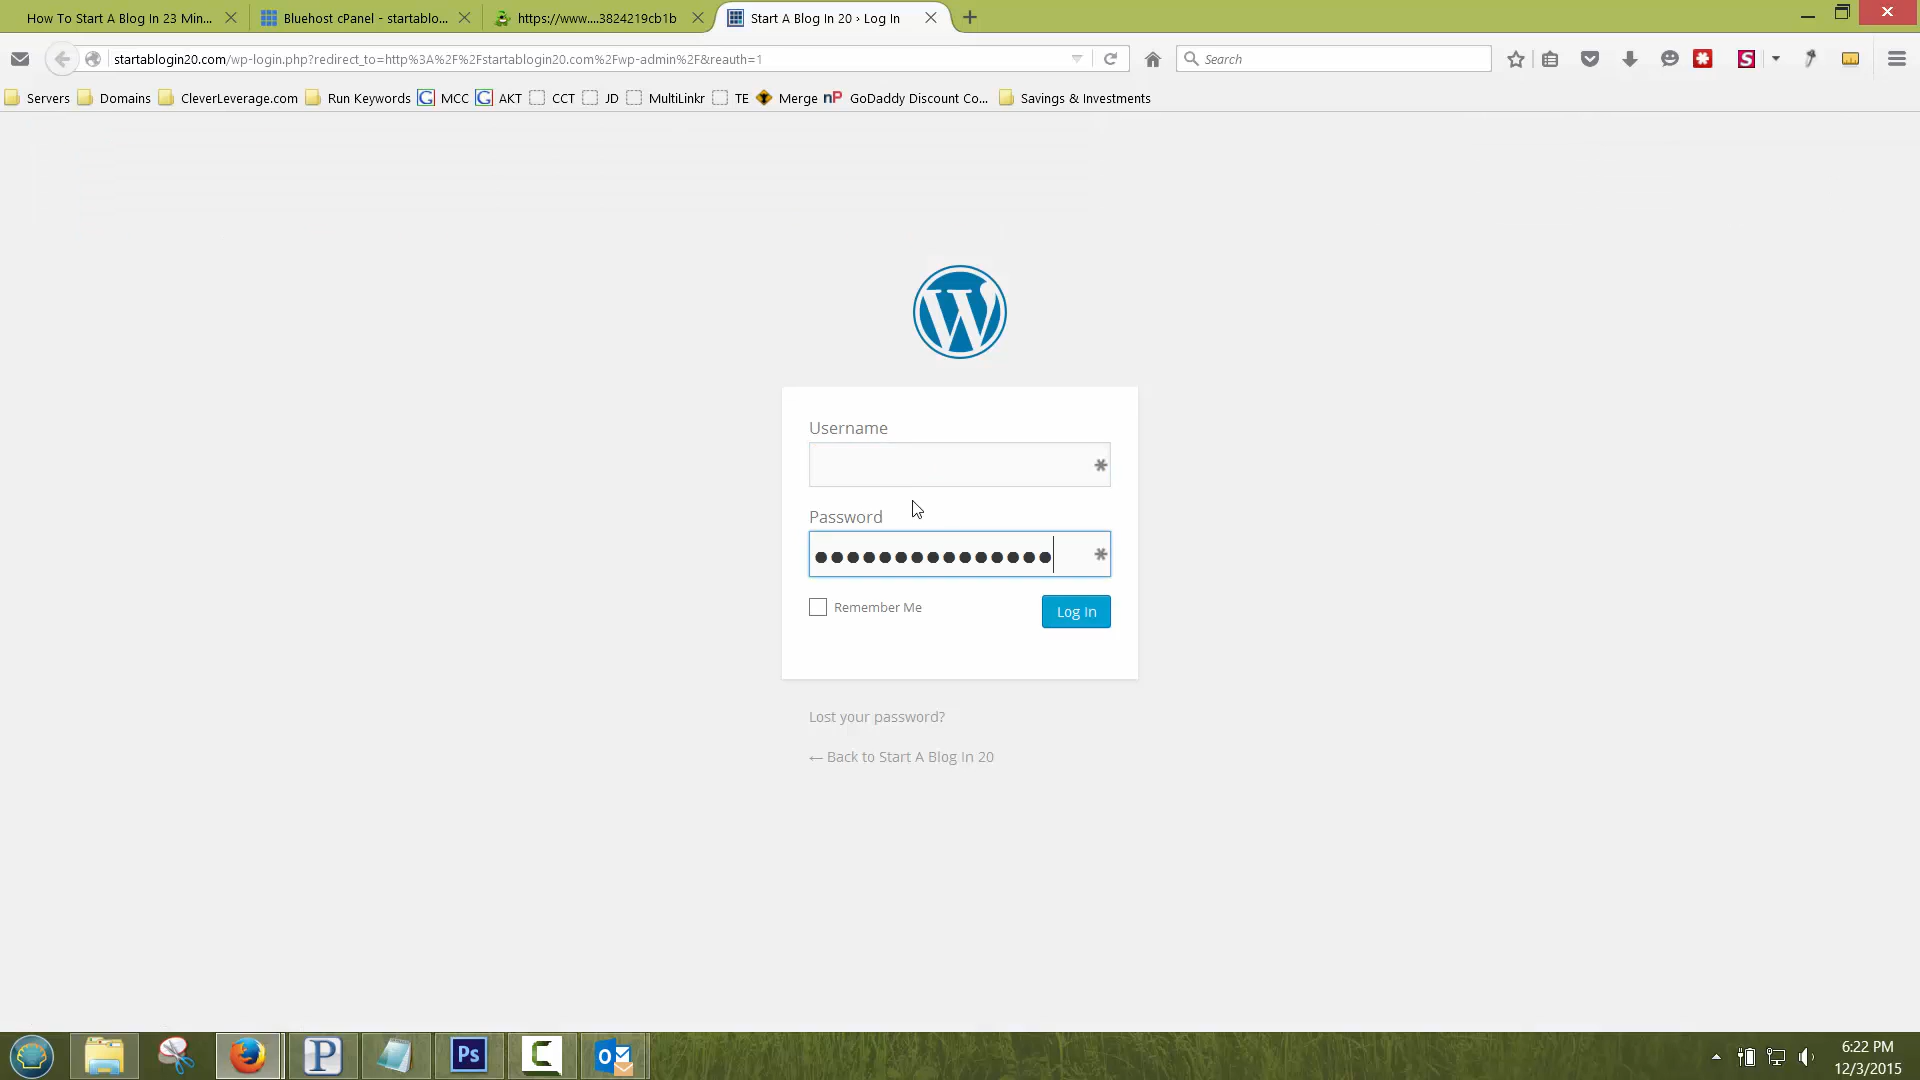 How To Start A Blog In 23 Min...
Bluehost cPanel - startablo...
https://www....3824219cb1b
Start A Blog In 20 › Log In
startablogin20.com/wp-login.php?redirect_to=http%3A%2F%2Fstartablogin20.com%2Fwp-admin%2F&reauth=1
Search
S
Servers
Domains
CleverLeverage.com
Run Keywords
G
MCC
G
AKT
CCT
JD
MultiLinkr
TE
Merge
nP
GoDaddy Discount Co...
Savings & Investments
W
Username
Password
Remember Me
Log In
Lost your password?
← Back to Start A Blog In 20
P
Ps
C
O
6:22 PM
12/3/2015